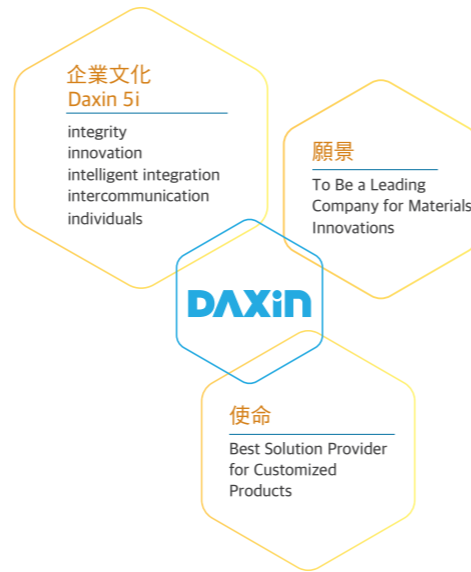 企業文化
Daxin 5i
integrity
innovation
intelligent integration
intercommunication
individuals
願景
To Be a Leading
Company for Materials
Innovations
DAXiN
使命
Best Solution Provider
for Customized
Products